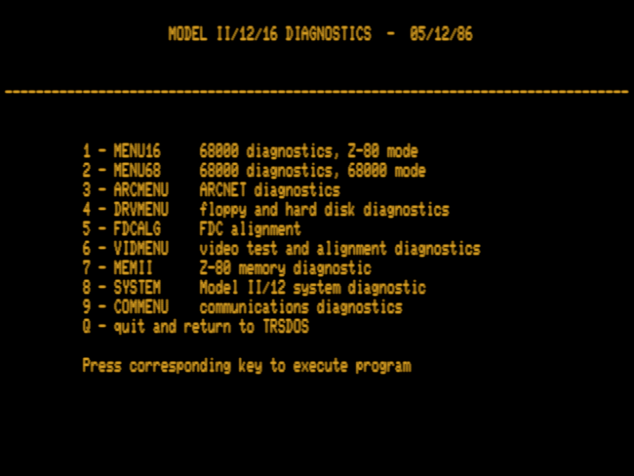 MODEL II/12/16 DIAGNOSTICS - 05/12/86
--------------------------------------------------------------------------------
1 - MENU16 68000 diagnostics, Z-80 mode
2 - MENU68 68000 diagnostics, 68000 mode
3 - ARCMENU ARCNET diagnostics
4 - DRVMENU floppy and hard disk diagnostics
5 - FDCALG FDC alignment
6 - VIDMENU video test and alignment diagnostics
7 - MEMII Z-80 memory diagnostic
8 - SYSTEM Model II/12 system diagnostic
9 - COMMENU communications diagnostics
Q - quit and return to TRSDOS
Press corresponding key to execute program